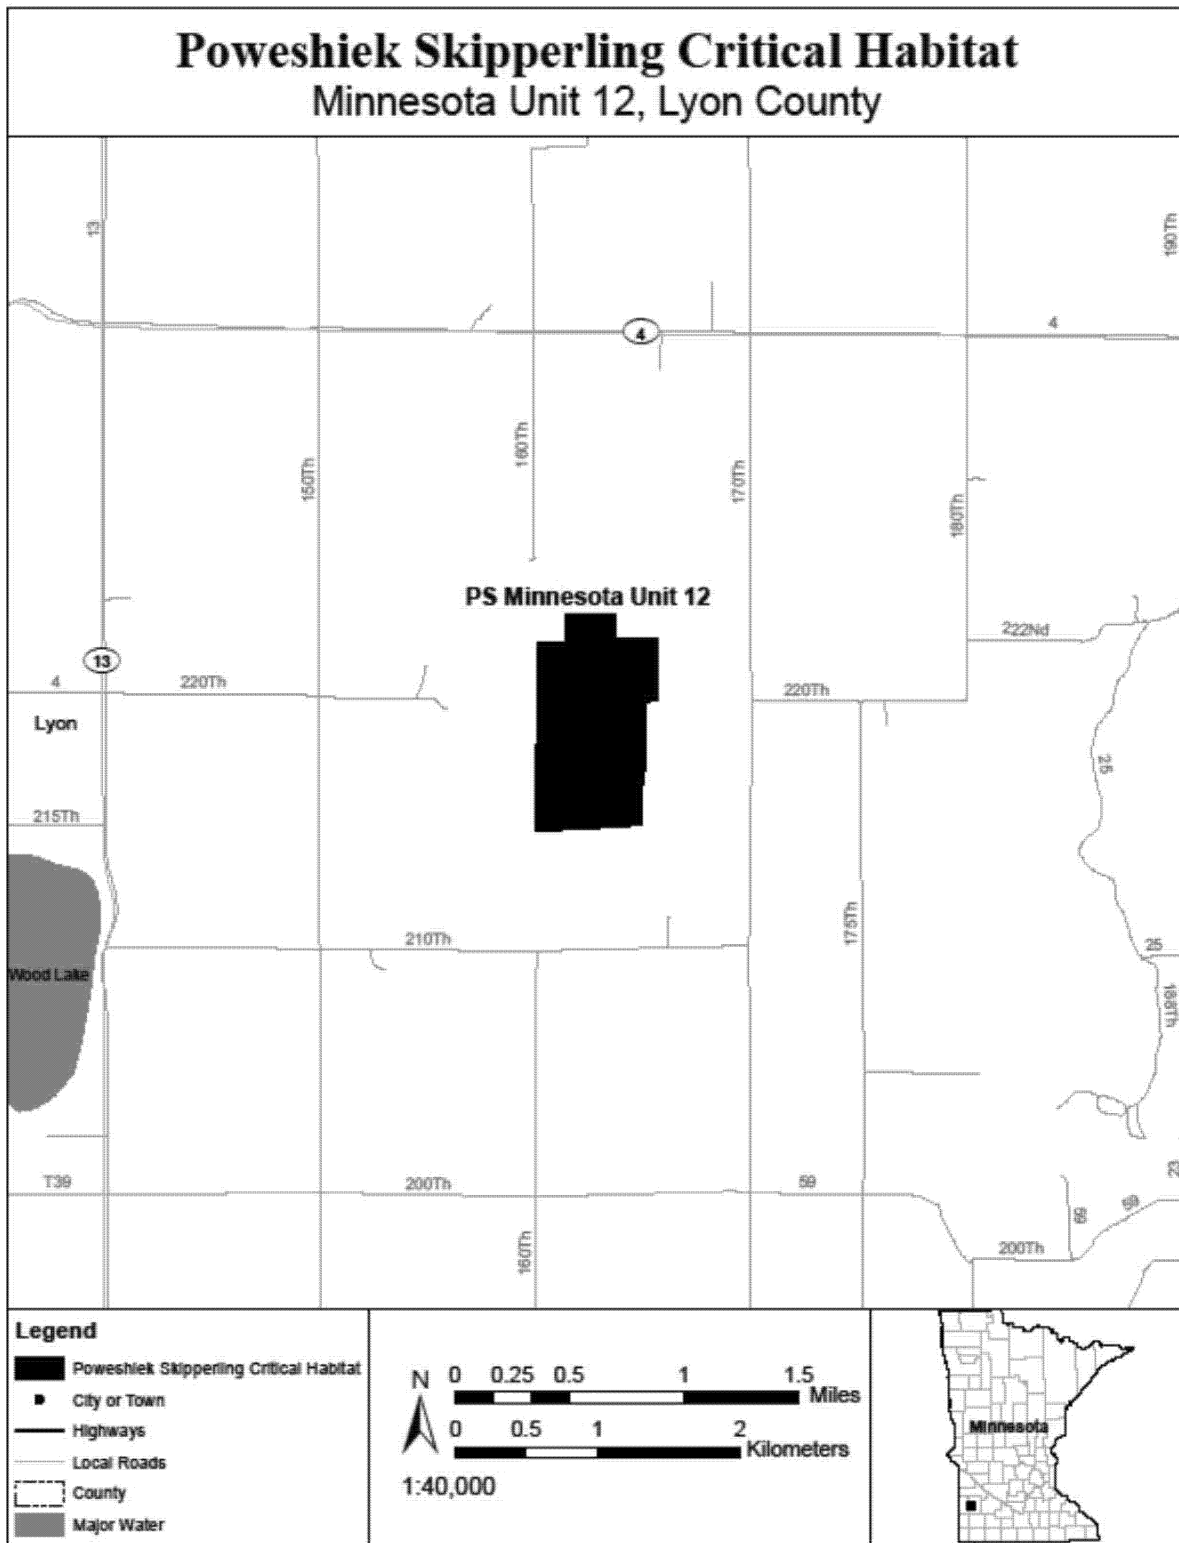 Poweshiek Skipperling Critical Habitat
Minnesota Unit 12, Lyon County
13
190Th
4
4
160Th
150Th
170Th
180Th
PS Minnesota Unit 12
222Nd
13
4
220Th
220Th
Lyon
25
215Th
175Th
210Th
25
Wood Lake
188Th
T39
200Th
59
23
59
69
160Th
200Th
Legend
Poweshiek Skipperling Critical Habitat
City or Town
Highways
Local Roads
County
Major Water
N
0 0.25 0.5 1 1.5
Miles
0 0.5 1 2
Kilometers
1:40,000
Minnesota